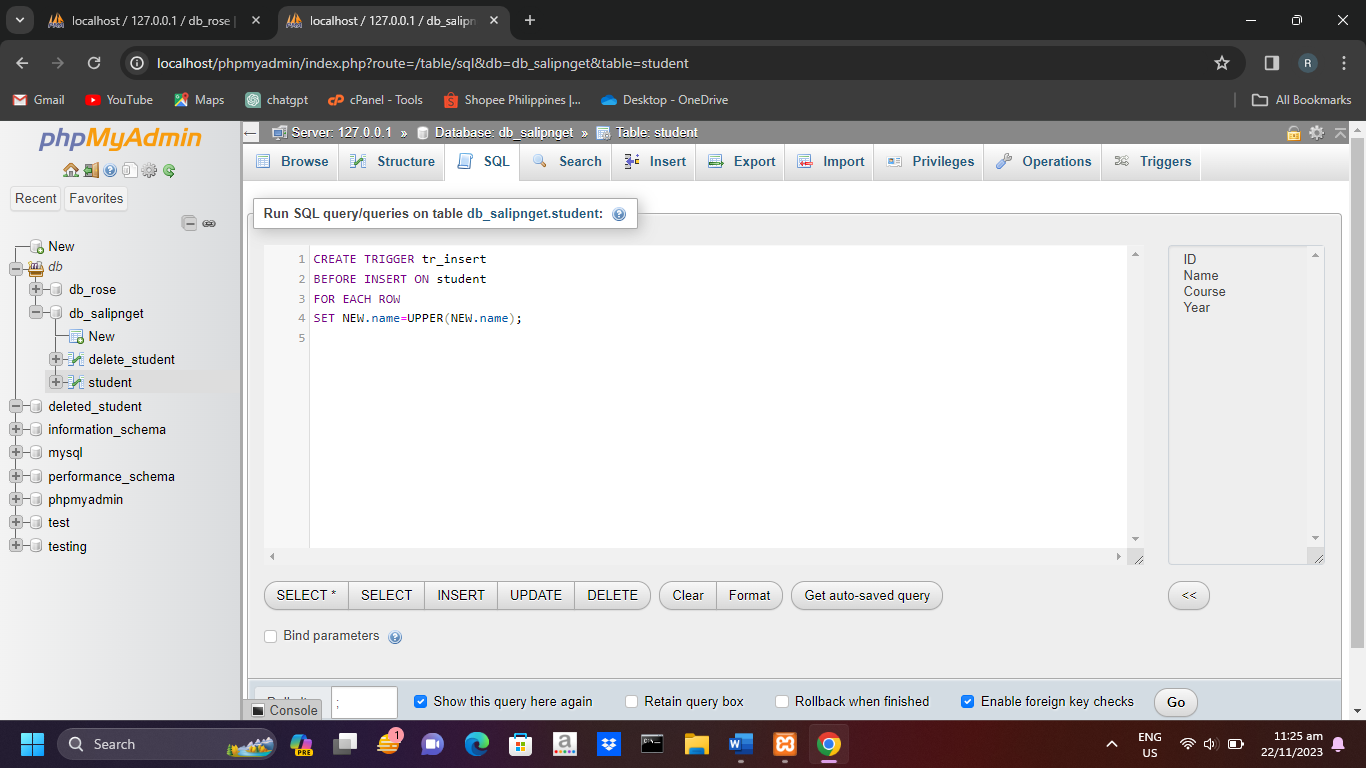 localhost / 127.0.0.1 / db_rose |
localhost / 127.0.0.1 / db_salipn
localhost/phpmyadmin/index.php?route=/table/sql&db=db_salipnget&table=student
R
Gmail YouTube Maps chatgpt cPanel - Tools Shopee Philippines |... Desktop - OneDrive All Bookmarks
phpMyAdmin
Recent Favorites
New
db
db_rose
db_salipnget
New
delete_student
student
deleted_student
information_schema
mysql
performance_schema
phpmyadmin
test
testing
Server: 127.0.0.1 » Database: db_salipnget » Table: student
Browse Structure SQL Search Insert Export Import Privileges Operations Triggers
Run SQL query/queries on table db_salipnget.student:
1 CREATE TRIGGER tr_insert
2 BEFORE INSERT ON student
3 FOR EACH ROW
4 SET NEW.name=UPPER(NEW.name);
5
ID
Name
Course
Year
SELECT * SELECT INSERT UPDATE DELETE Clear Format Get auto-saved query <<
Bind parameters
; Show this query here again Retain query box Rollback when finished Enable foreign key checks Go
Console
Search
PRE
1
ENG
US
11:25 am
22/11/2023